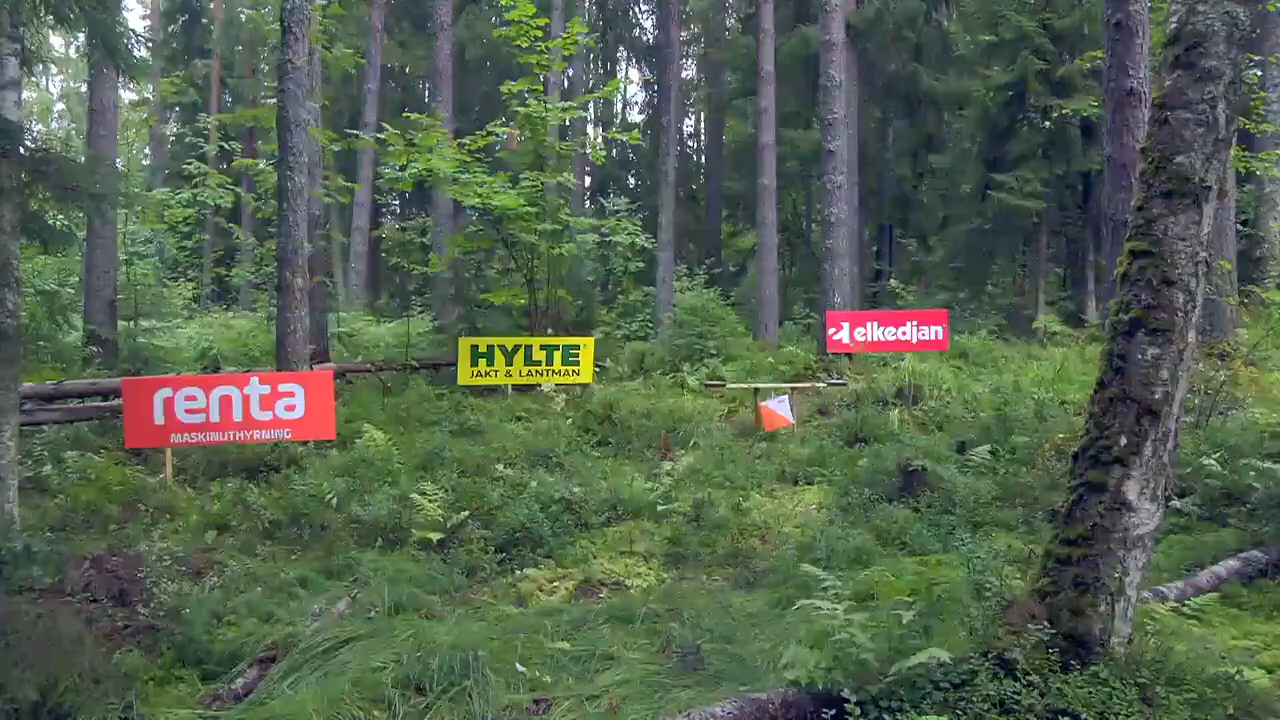 renta
MASKINUTHYRNING
HYLTE
JAKT & LANTMAN
elkedjan